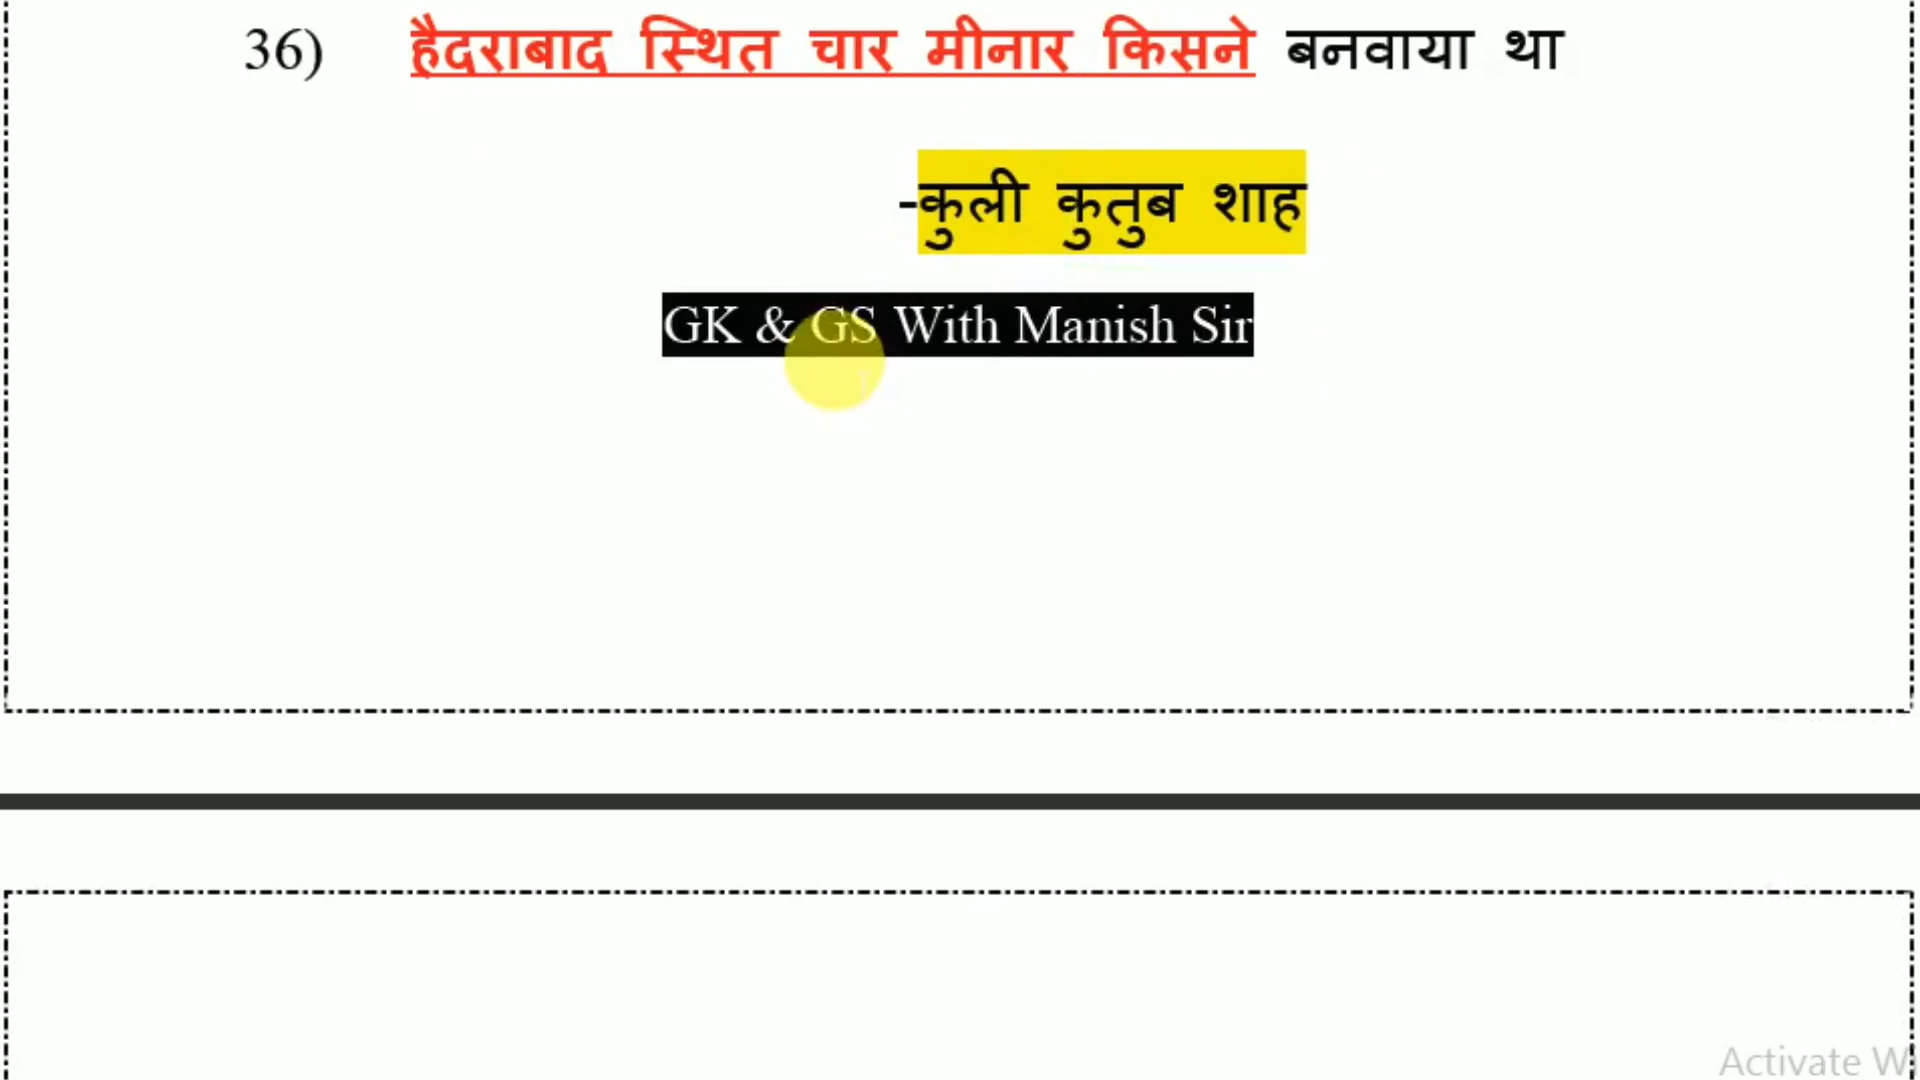 36) हैदराबाद स्थित चार मीनार किसने बनवाया था
-कुली कुतुब शाह
GK & GS With Manish Sir
Activate W